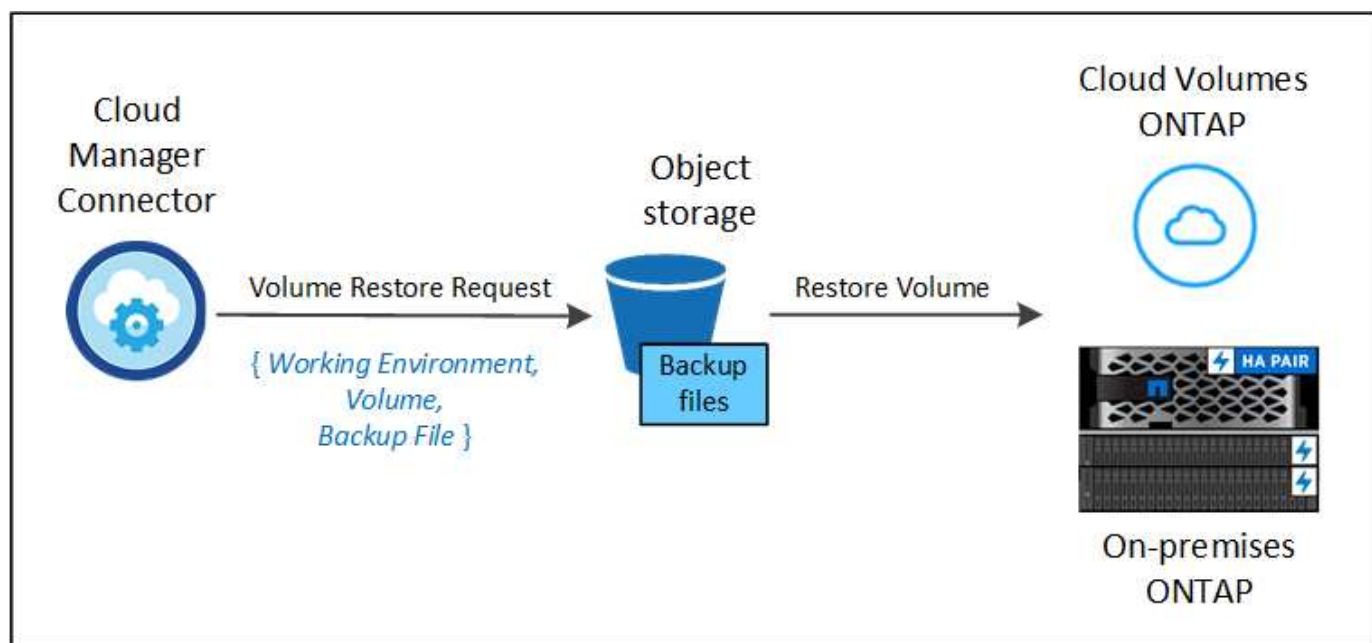 Cloud
Manager
Connector
Volume Restore Request
{ Working Environment,
Volume,
Backup File }
Object
storage
Backup
files
Restore Volume
Cloud Volumes
ONTAP
HA PAIR
On-premises
ONTAP